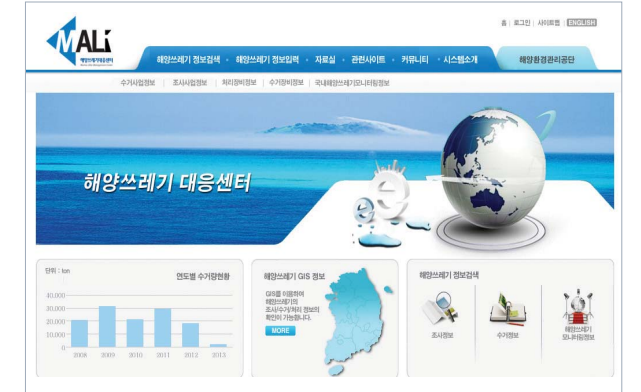 홈 | 로그인 | 사이트맵 | ENGLISH
MALi
해양쓰레기대응센터
해양쓰레기 정보검색 • 해양쓰레기 정보입력 • 자료실 • 관련사이트 • 커뮤니티 • 시스템소개
해양환경관리공단
수거사업정보 | 조사사업정보 | 처리장비정보 | 수거장비정보 | 국내해양쓰레기모니터링정보
해양쓰레기 대응센터
단위 : ton
연도별 수거량현황
40,000
30,000
20,000
10,000
0
2008 2009 2010 2011 2012 2013
해양쓰레기 GIS 정보
GIS를 이용하여
해양쓰레기의
조사/수거/처리 정보의
확인이 가능합니다.
MORE
해양쓰레기 정보검색
조사정보
수거정보
해양쓰레기
모니터링정보